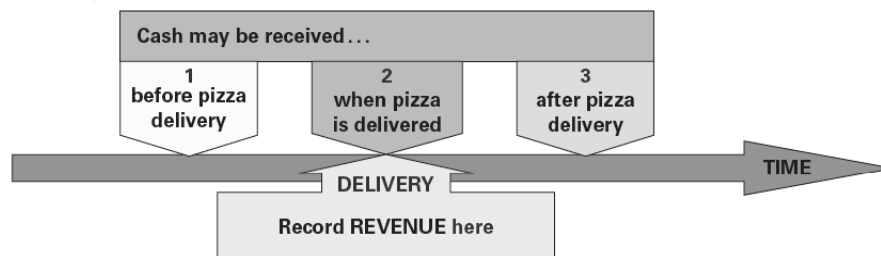 Cash may be received...
1
before pizza
delivery
2
when pizza
is delivered
3
after pizza
delivery
TIME
DELIVERY
Record REVENUE here